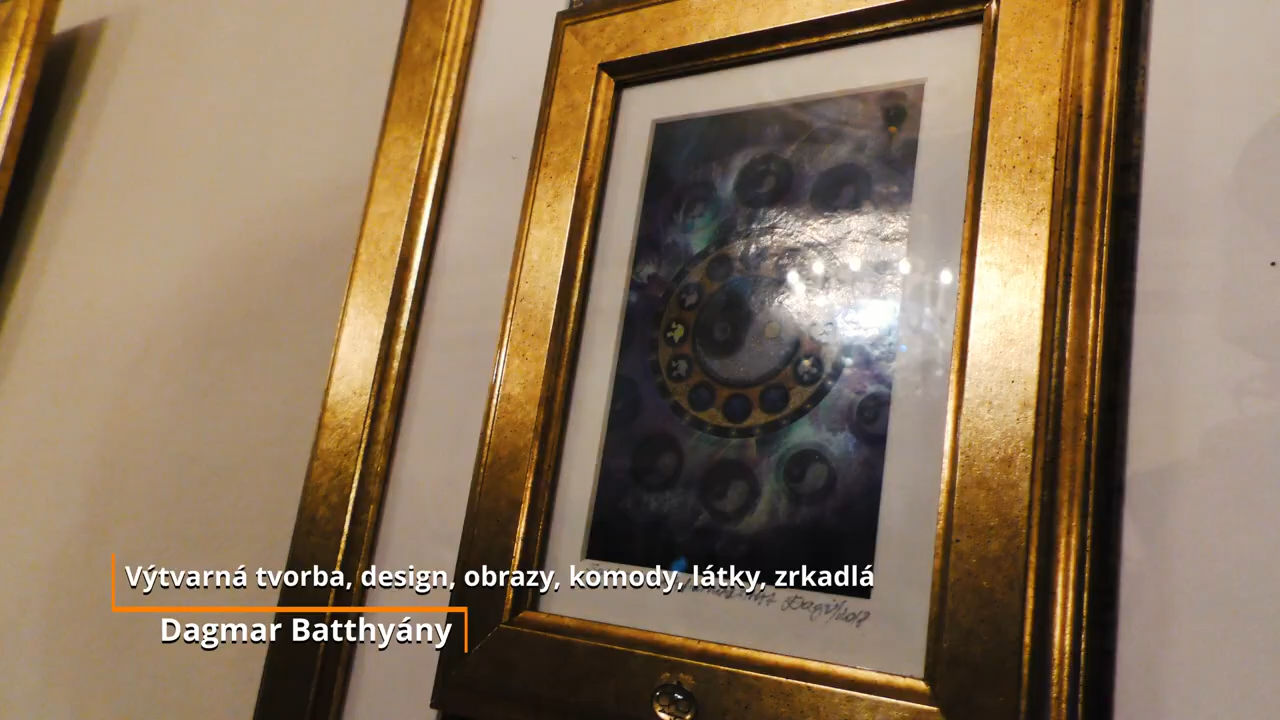 Výtvarná tvorba, design, obrazy, komody, látky, zrkadlá
Dagmar Batthyány